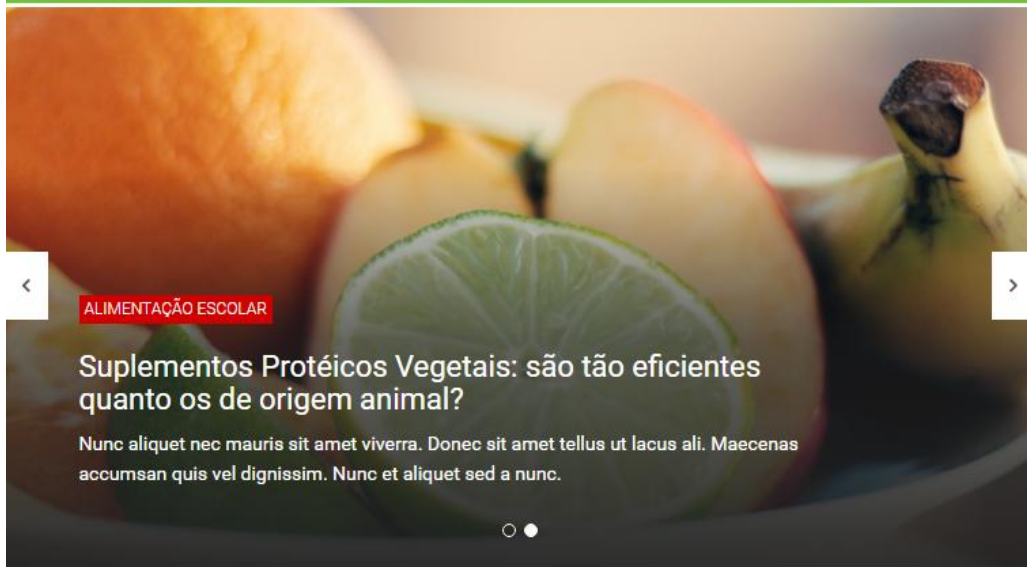 ALIMENTAÇÃO ESCOLAR
Suplementos Protéicos Vegetais: são tão eficientes
quanto os de origem animal?
Nunc aliquet nec mauris sit amet viverra. Donec sit amet tellus ut lacus ali. Maecenas
accumsan quis vel dignissim. Nunc et aliquet sed a nunc.